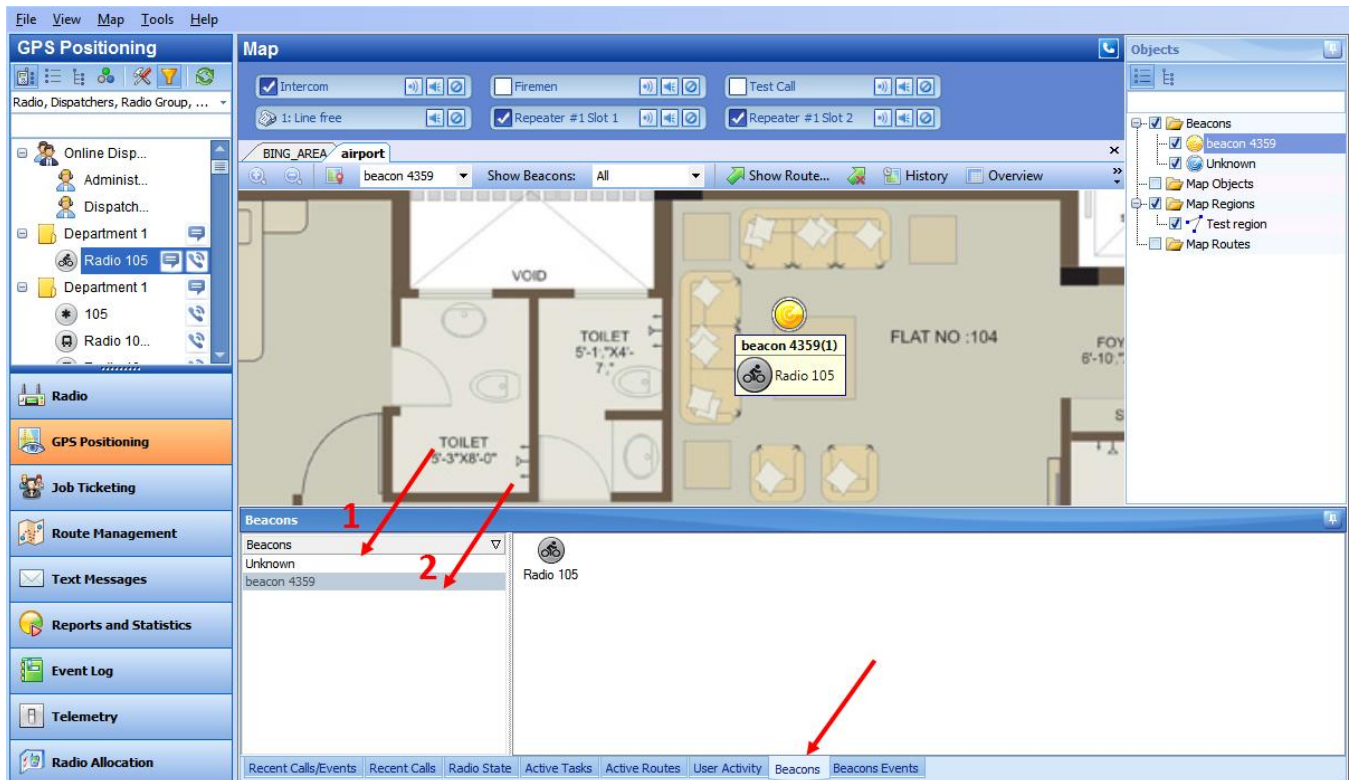 File View Map Tools Help
GPS Positioning
Radio, Dispatchers, Radio Group, ...
Online Disp...
Administ...
Dispatch...
Department 1
Radio 105
Department 1
105
Radio 10...
Radio
GPS Positioning
Job Ticketing
Route Management
Text Messages
Reports and Statistics
Event Log
Telemetry
Radio Allocation
Map
Intercom Firemen Test Call
1: Line free Repeater #1 Slot 1 Repeater #1 Slot 2
BING_AREA airport
beacon 4359 Show Beacons: All Show Route... History Overview
VOID
TOILET
5'-1;"X4'-
7;"
TOILET
5'-3"X8'-0"
beacon 4359(1)
Radio 105
FLAT NO :104
FOY
6'-10;"
S
1
2
Beacons
Beacons
Unknown
beacon 4359
Radio 105
Recent Calls/Events Recent Calls Radio State Active Tasks Active Routes User Activity Beacons Beacons Events
Objects
Beacons
beacon 4359
Unknown
Map Objects
Map Regions
Test region
Map Routes